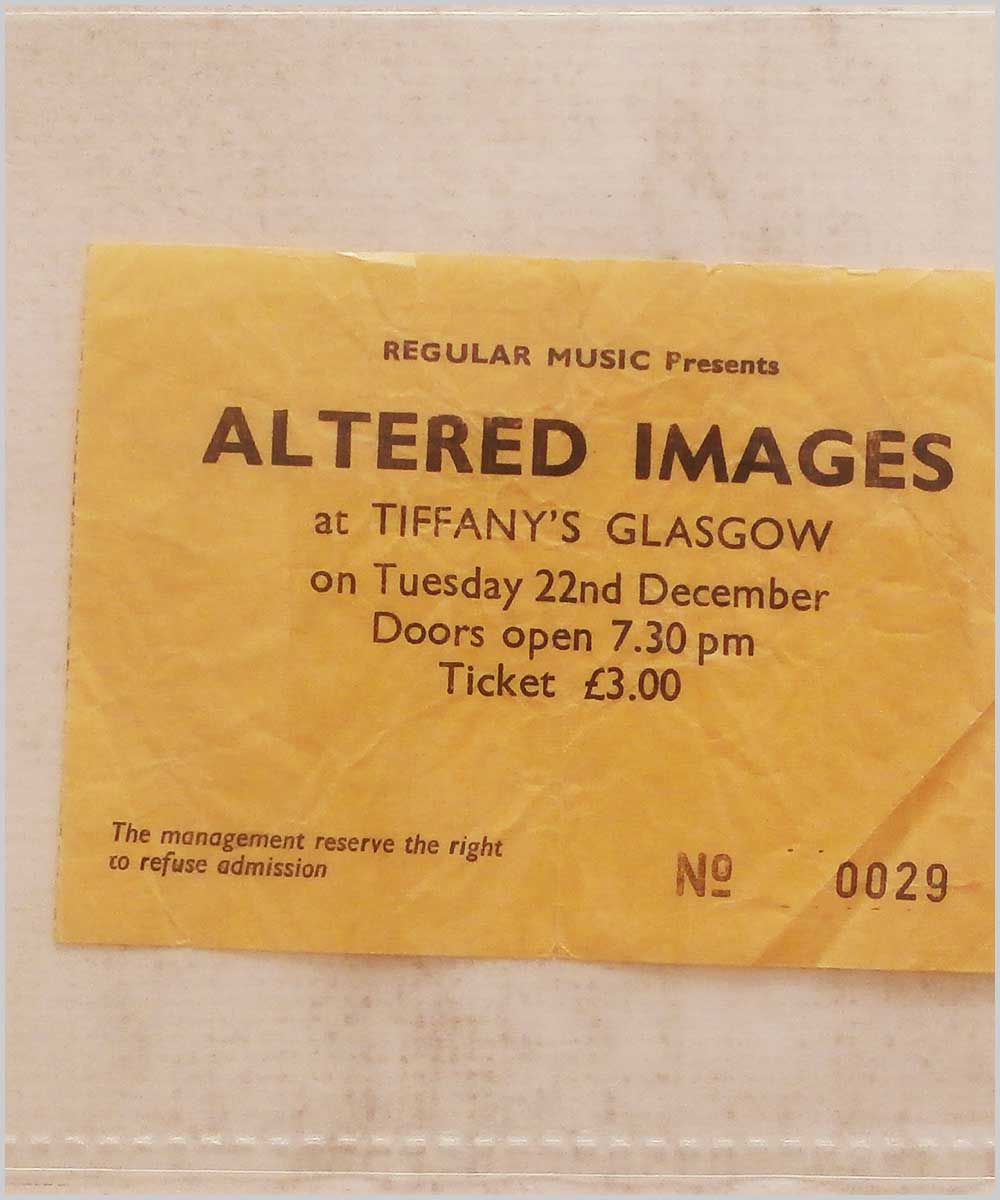 REGULAR MUSIC Presents
ALTERED IMAGES
at TIFFANY'S GLASGOW
on Tuesday 22nd December
Doors open 7.30 pm
Ticket £3.00
The management reserve the right
to refuse admission
Nº 0029